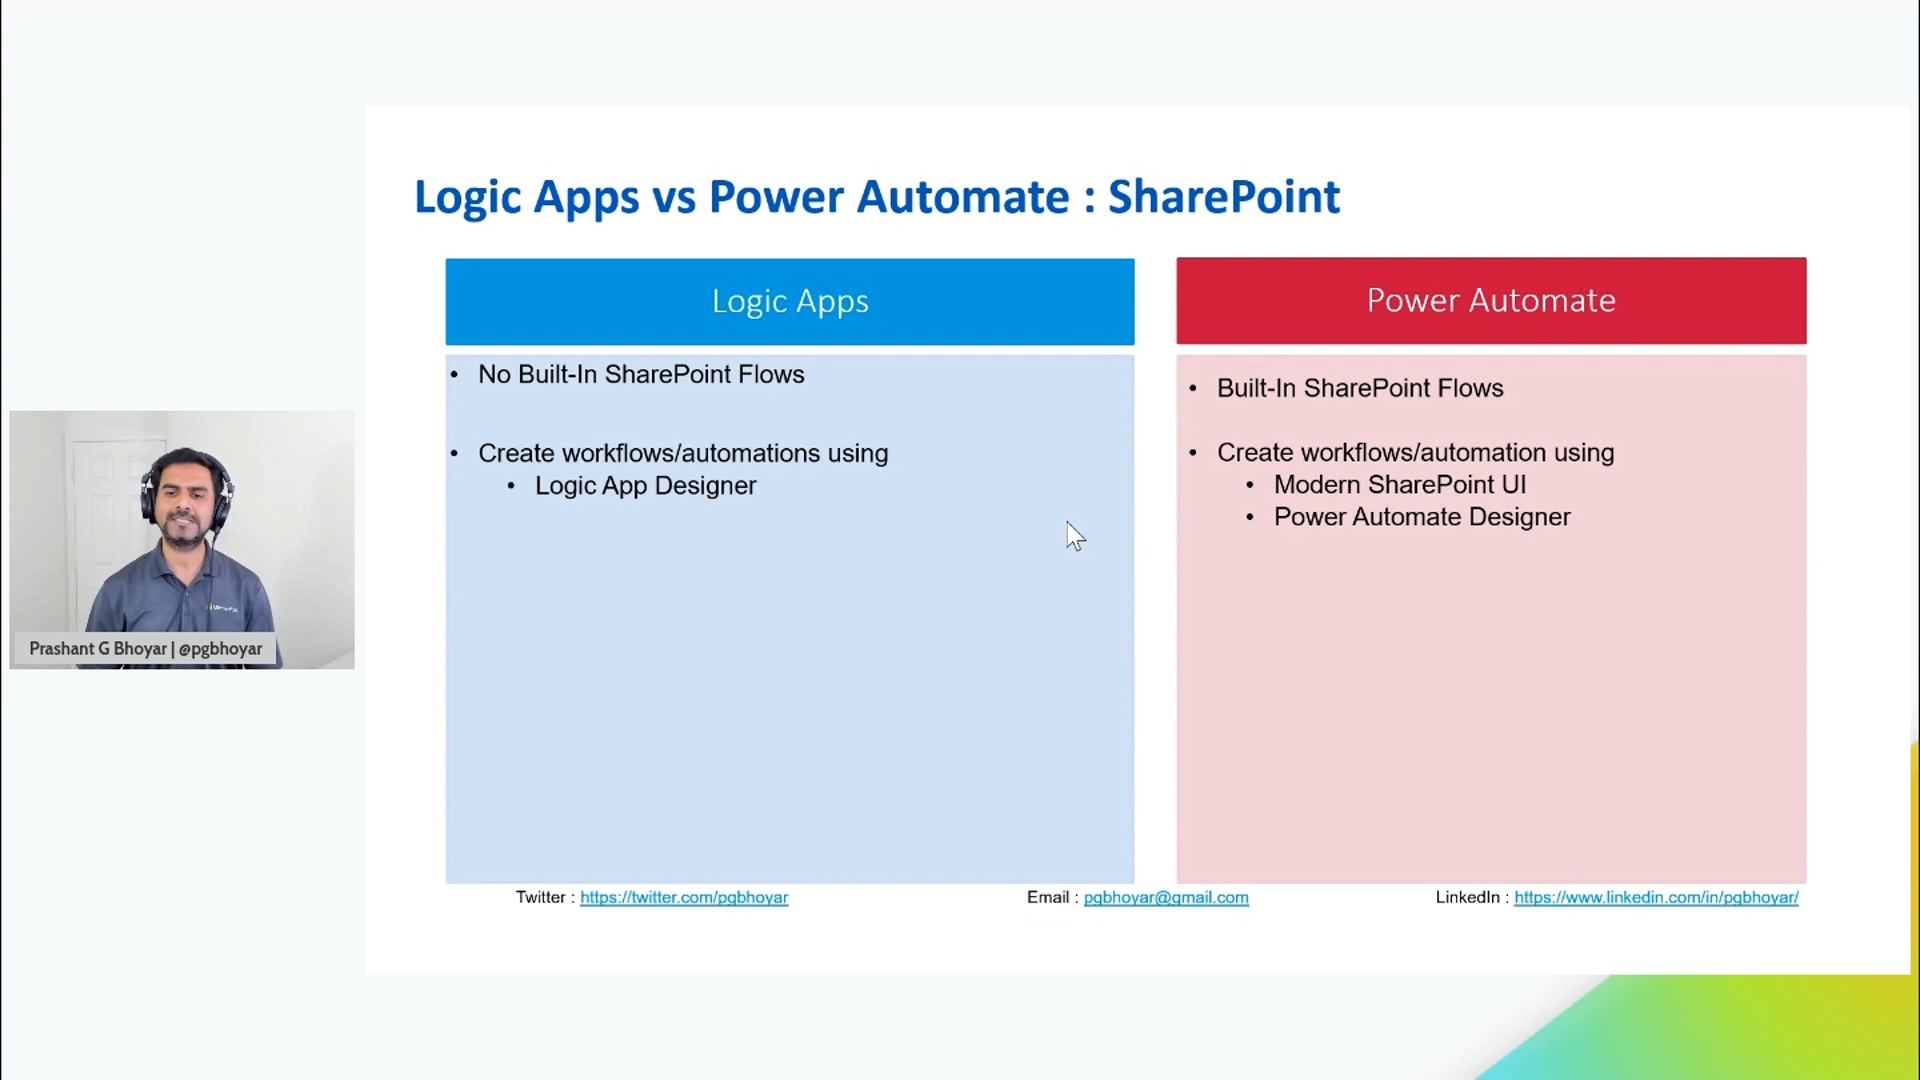 Logic Apps vs Power Automate : SharePoint
Logic Apps
• No Built-In SharePoint Flows
• Create workflows/automations using
• Logic App Designer
Power Automate
• Built-In SharePoint Flows
• Create workflows/automation using
• Modern SharePoint UI
• Power Automate Designer
Prashant G Bhoyar | @pgbhoyar
Twitter : https://twitter.com/pgbhoyar
Email : pgbhoyar@gmail.com
LinkedIn : https://www.linkedin.com/in/pgbhoyar/